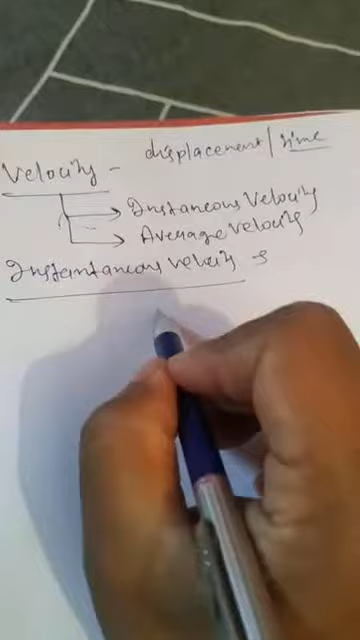 Velocity - displacement / time
Instaneous Velocity
Average velocity
Instantaneous velocity